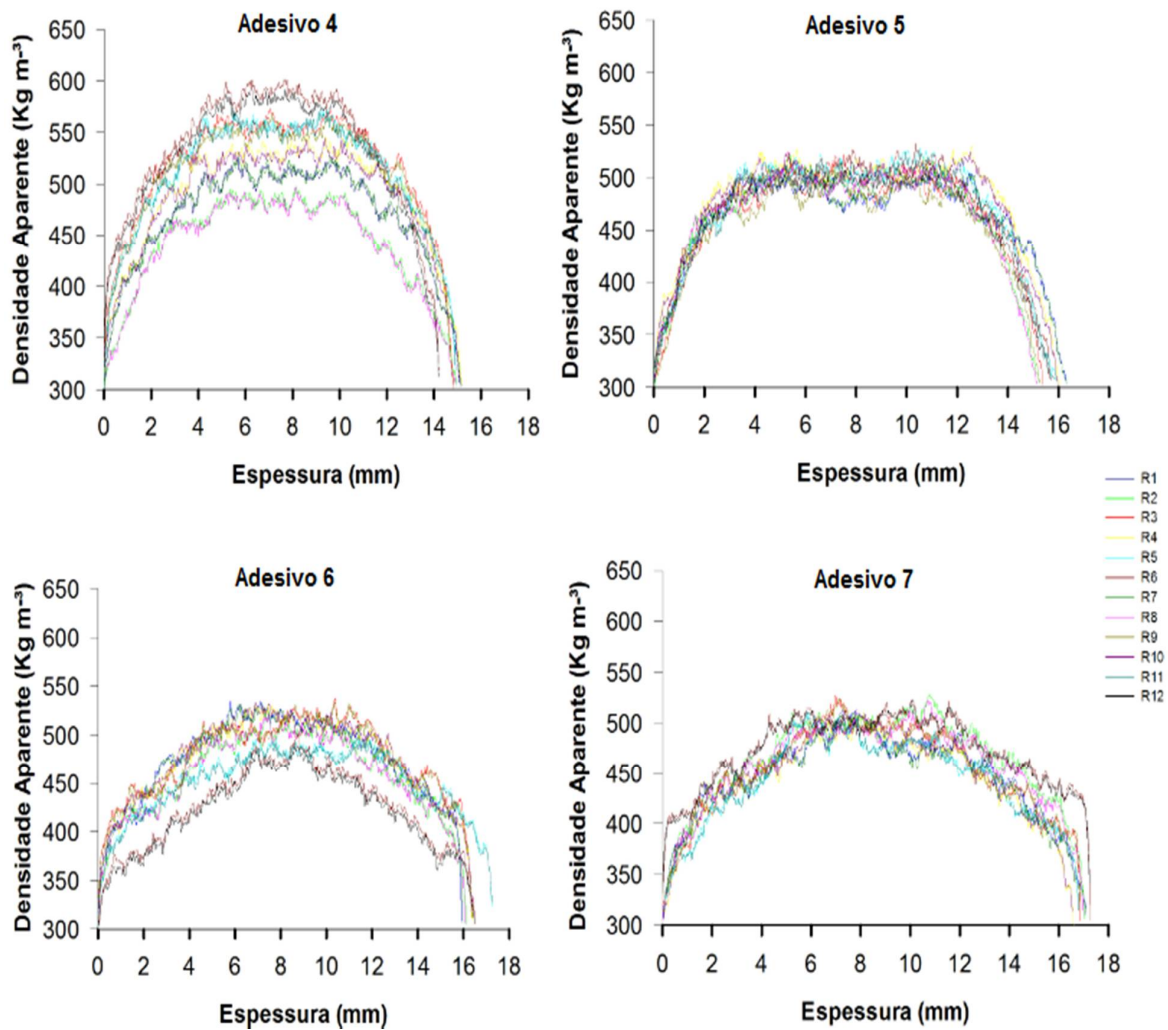 Adesivo 4
Densidade Aparente (Kg m-³)
650
600
550
500
450
400
350
300
0 2 4 6 8 10 12 14 16 18
Espessura (mm)
Adesivo 5
Densidade Aparente (Kg m-³)
650
600
550
500
450
400
350
300
0 2 4 6 8 10 12 14 16 18
Espessura (mm)
R1
R2
R3
R4
R5
R6
R7
R8
R9
R10
R11
R12
Adesivo 6
Densidade Aparente (Kg m-³)
650
600
550
500
450
400
350
300
0 2 4 6 8 10 12 14 16 18
Espessura (mm)
Adesivo 7
Densidade Aparente (Kg m-³)
650
600
550
500
450
400
350
300
0 2 4 6 8 10 12 14 16 18
Espessura (mm)